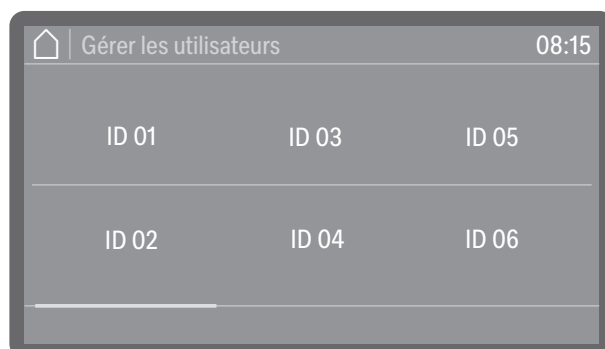 Gérer les utilisateurs 08:15
ID 01 ID 03 ID 05
ID 02 ID 04 ID 06